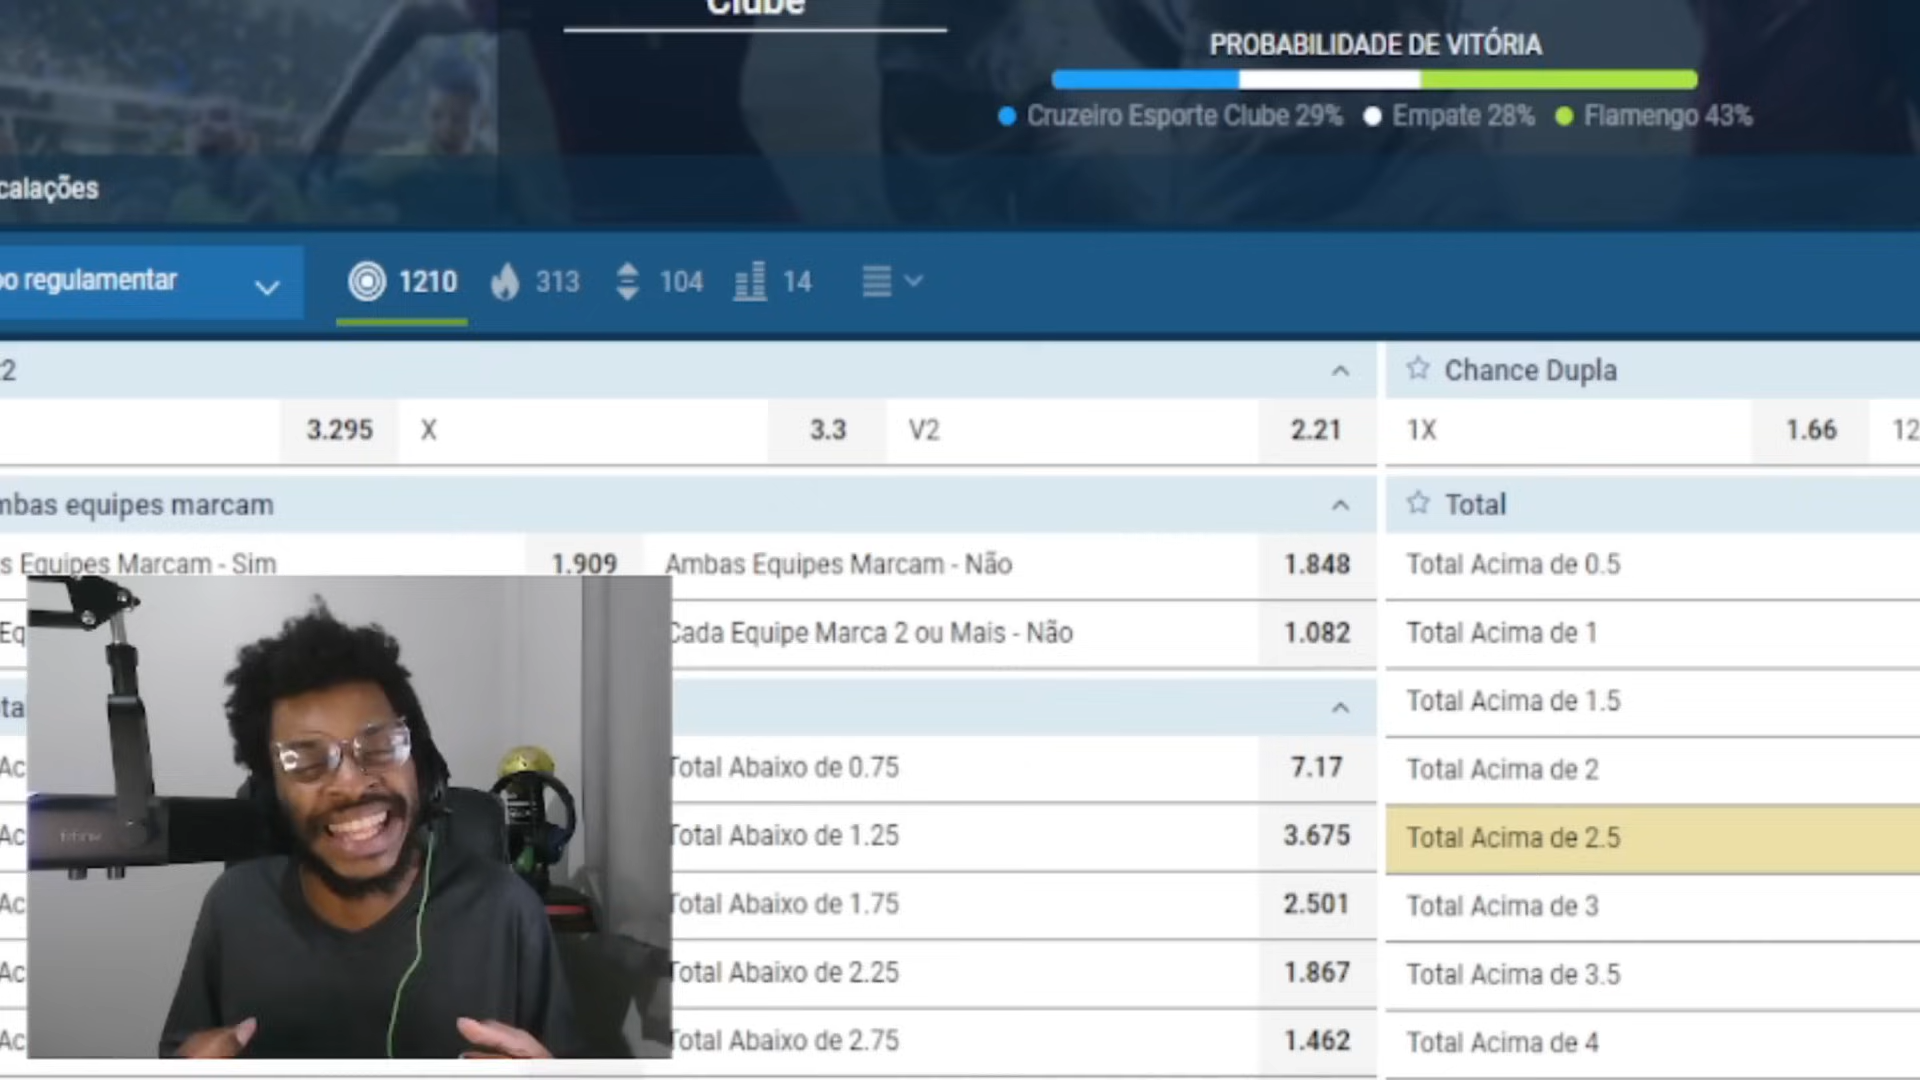 Clube
PROBABILIDADE DE VITÓRIA
Cruzeiro Esporte Clube 29% Empate 28% Flamengo 43%
calações
po regulamentar
1210 313 104 14
2
Chance Dupla
3.295 X 3.3 V2 2.21
1X 1.66 12
mbas equipes marcam
Total
s Equipes Marcam - Sim 1.909 Ambas Equipes Marcam - Não 1.848
Total Acima de 0.5
Eq
Cada Equipe Marca 2 ou Mais - Não 1.082
Total Acima de 1
ta
Total Acima de 1.5
Ac
Total Abaixo de 0.75 7.17
Total Acima de 2
Ac
Total Abaixo de 1.25 3.675
Total Acima de 2.5
Ac
Total Abaixo de 1.75 2.501
Total Acima de 3
Ac
Total Abaixo de 2.25 1.867
Total Acima de 3.5
Ac
Total Abaixo de 2.75 1.462
Total Acima de 4